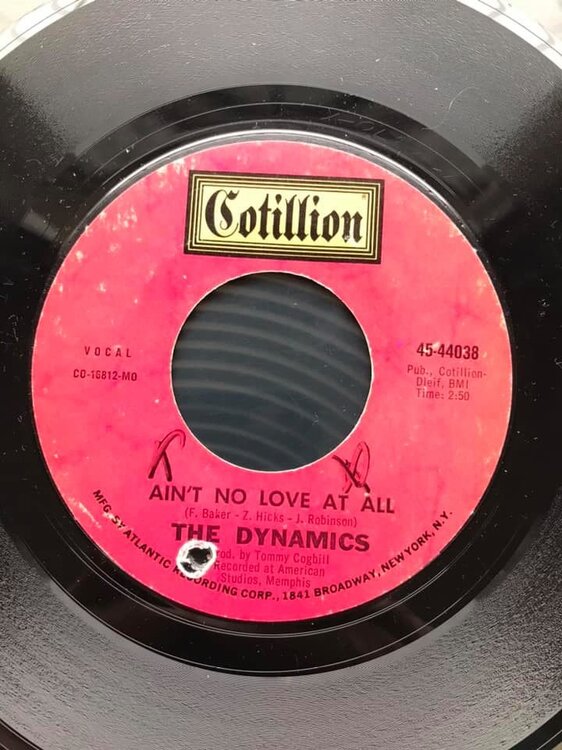 Cotillion
VOCAL
CO-16812-MO
45-44038
Pub., Cotillion-
Dleif, BMI
Time: 2:50
AIN'T NO LOVE AT ALL
(F. Baker - Z. Hicks - J. Robinson)
THE DYNAMICS
Prod. by Tommy Cogbill
Recorded at American
Studios, Memphis
MFG. BY ATLANTIC RECORDING CORP., 1841 BROADWAY, NEW YORK, N.Y.